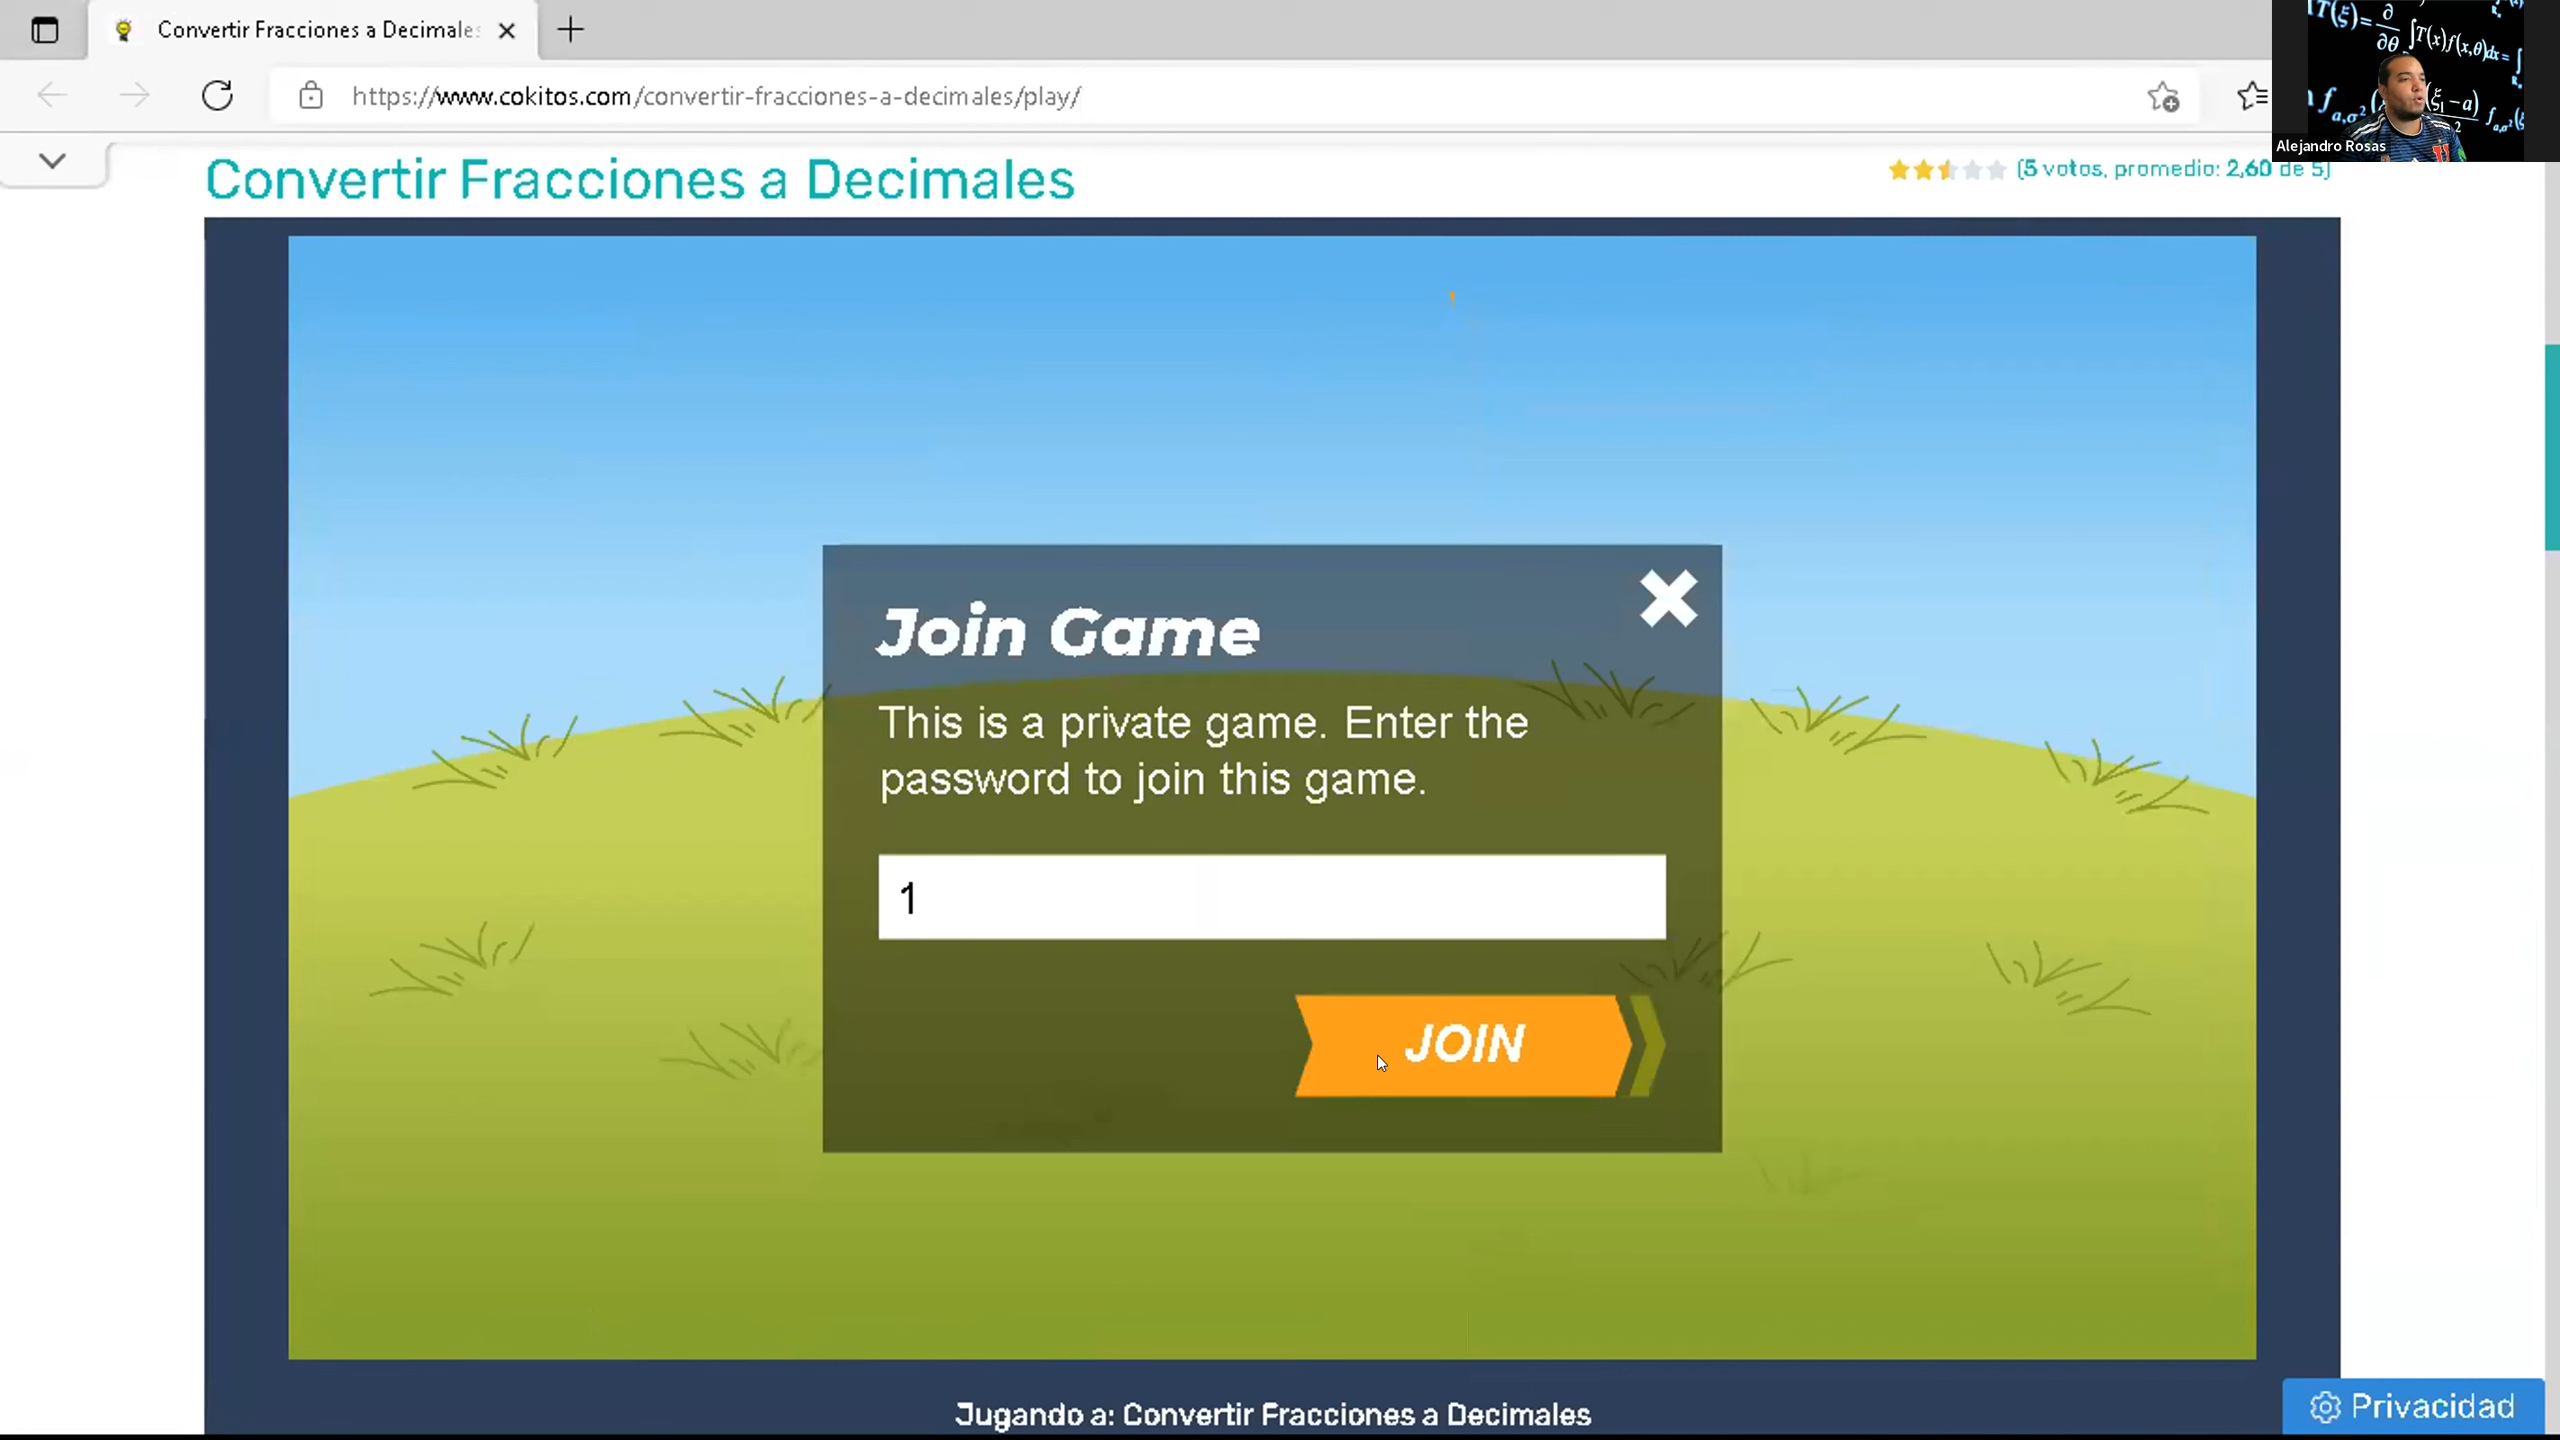 Convertir Fracciones a Decimales
https://www.cokitos.com/convertir-fracciones-a-decimales/play/
Alejandro Rosas
Convertir Fracciones a Decimales
(5 votos, promedio: 2,60 de 5)
Join Game
This is a private game. Enter the
password to join this game.
1
JOIN
Jugando a: Convertir Fracciones a Decimales
Privacidad